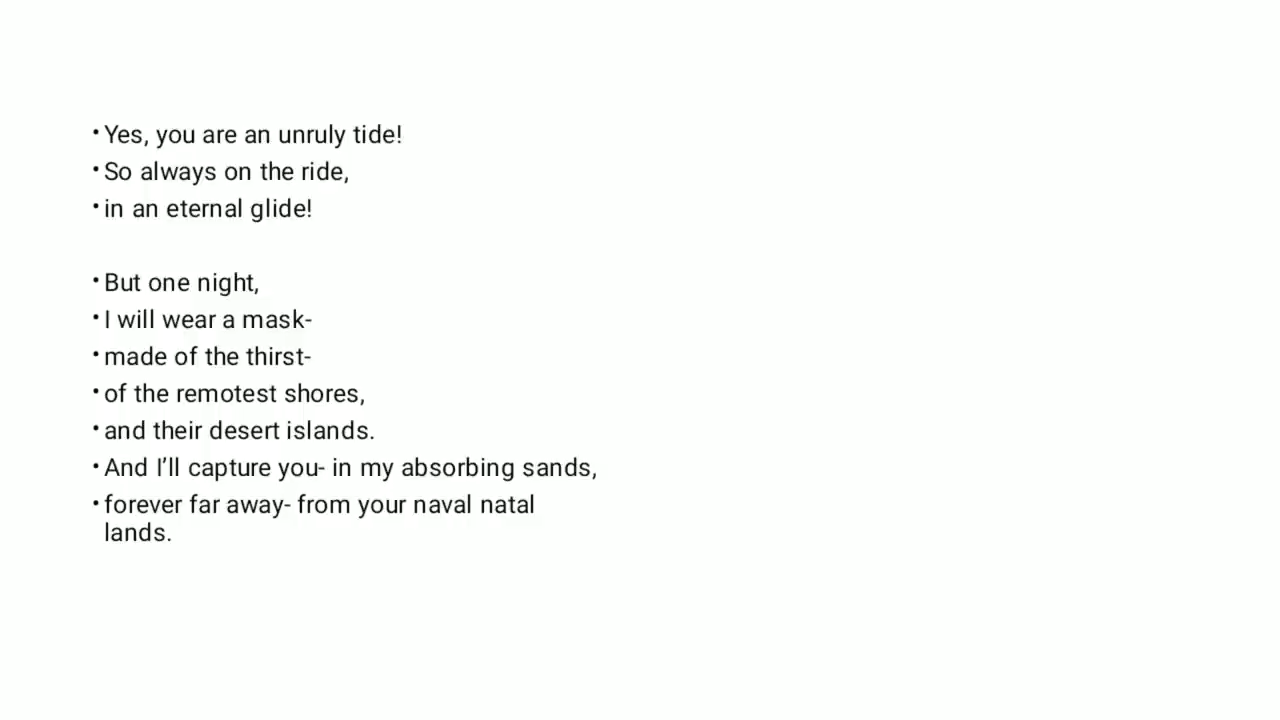 • Yes, you are an unruly tide!
• So always on the ride,
• in an eternal glide!
• But one night,
• I will wear a mask-
• made of the thirst-
• of the remotest shores,
• and their desert islands.
• And I’ll capture you- in my absorbing sands,
• forever far away- from your naval natal
lands.